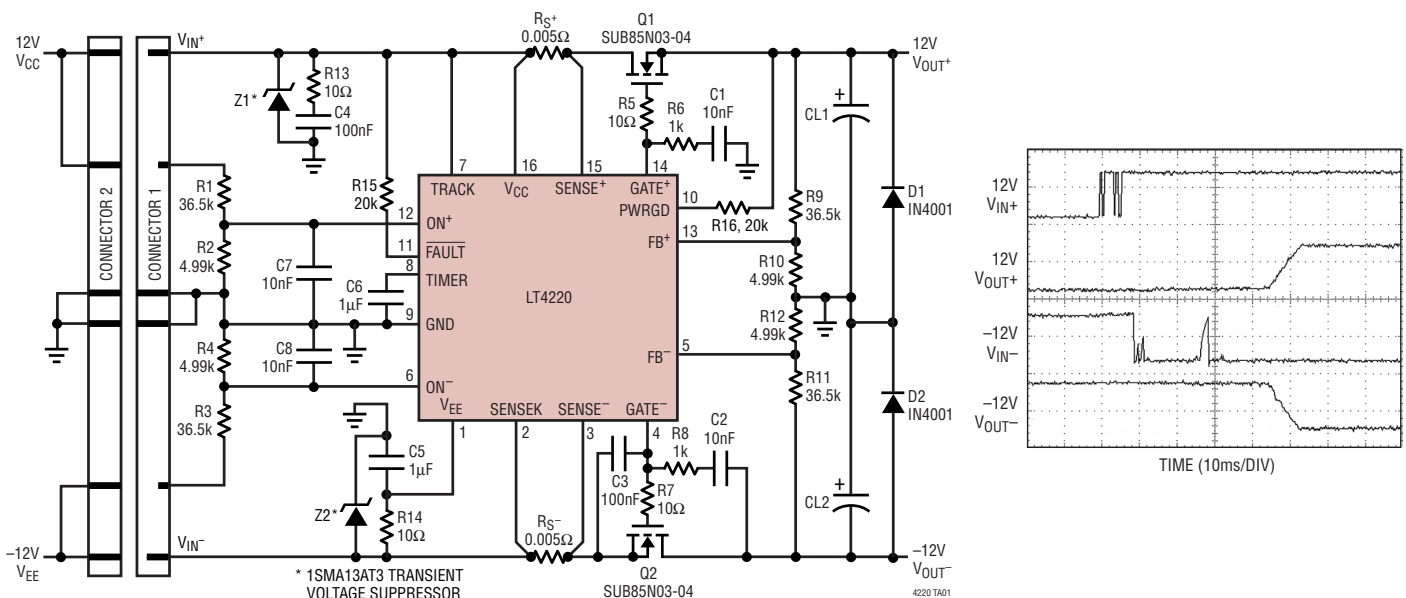 12V
VCC
CONNECTOR 2
CONNECTOR 1
VIN+
Z1*
R13
10Ω
C4
100nF
RS+
0.005Ω
Q1
SUB85N03-04
R5
10Ω
R6
1k
C1
10nF
12V
VOUT+
CL1
R1
36.5k
R2
4.99k
R4
4.99k
R3
36.5k
C7
10nF
C8
10nF
R15
20k
C6
1µF
7
TRACK
16
VCC
15
SENSE+
14
GATE+
10
PWRGD
R16, 20k
12
ON+
11
FAULT
8
TIMER
9
GND
6
ON−
LT4220
13
FB+
5
FB−
VEE
1
SENSEK
2
SENSE−
3
GATE−
4
R9
36.5k
R10
4.99k
R12
4.99k
R11
36.5k
D1
IN4001
D2
IN4001
C5
1µF
Z2*
R14
10Ω
RS−
0.005Ω
C3
100nF
R7
10Ω
R8
1k
C2
10nF
CL2
Q2
SUB85N03-04
–12V
VEE
VIN−
–12V
VOUT−
* 1SMA13AT3 TRANSIENT
VOLTAGE SUPPRESSOR
4220 TA01
12V
VIN+
12V
VOUT+
–12V
VIN–
–12V
VOUT–
TIME (10ms/DIV)